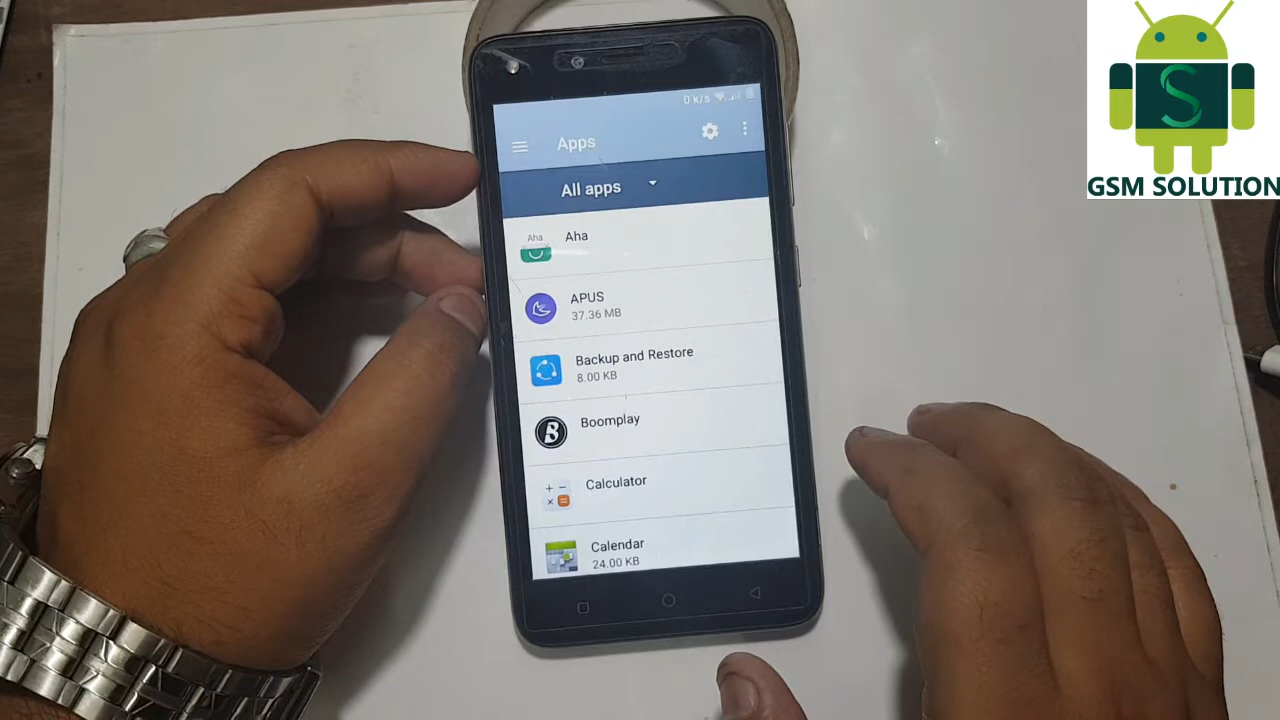 GSM SOLUTION
0 k/s
Apps
All apps
Aha
Aha
APUS
37.36 MB
Backup and Restore
8.00 KB
B
Boomplay
Calculator
Calendar
24.00 KB